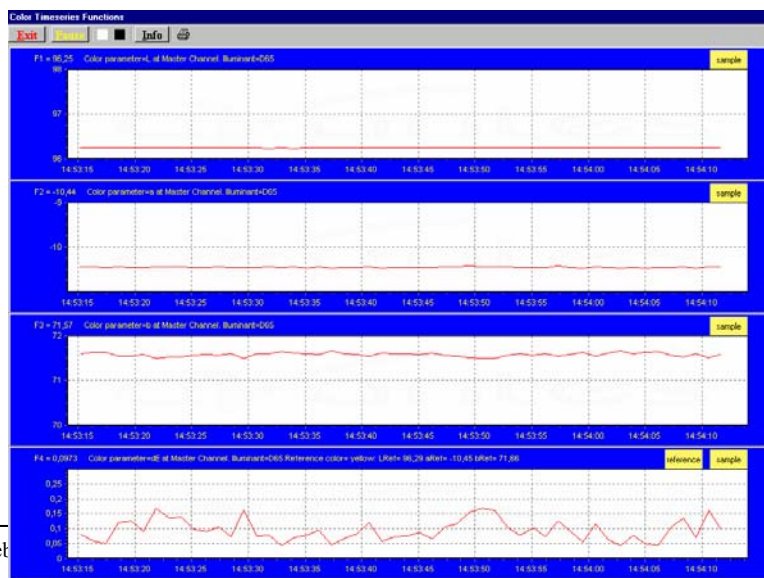 Color Timeseries Functions
Exit Pause Info
F1 = 96,25 Color parameter=L at Master Channel. Illuminant=D65
sample
98
97
96
14:53:15 14:53:20 14:53:25 14:53:30 14:53:35 14:53:40 14:53:45 14:53:50 14:53:55 14:54:00 14:54:05 14:54:10
F2 = -10,44 Color parameter=a at Master Channel. Illuminant=D65
sample
-9
-10
14:53:15 14:53:20 14:53:25 14:53:30 14:53:35 14:53:40 14:53:45 14:53:50 14:53:55 14:54:00 14:54:05 14:54:10
F3 = 71,57 Color parameter=b at Master Channel. Illuminant=D65
sample
72
71
70
14:53:15 14:53:20 14:53:25 14:53:30 14:53:35 14:53:40 14:53:45 14:53:50 14:53:55 14:54:00 14:54:05 14:54:10
F4 = 0,0973 Color parameter=dE at Master Channel. Illuminant=D65 Reference color= yellow: LRef= 96,29 aRef= -10,45 bRef= 71,66
reference sample
0,25
0,2
0,15
0,1
0,05
0
14:53:15 14:53:20 14:53:25 14:53:30 14:53:35 14:53:40 14:53:45 14:53:50 14:53:55 14:54:00 14:54:05 14:54:10